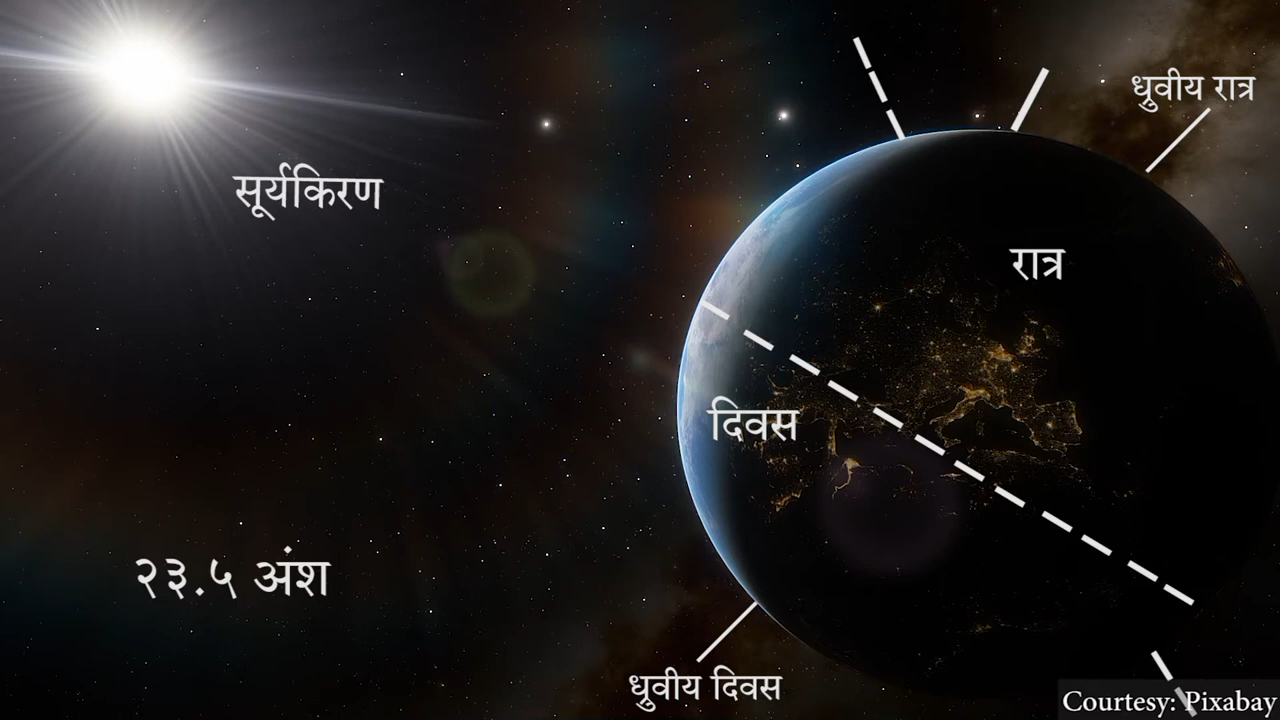 ध्रुवीय रात्र
सूर्यकिरण
रात्र
दिवस
२३.५ अंश
ध्रुवीय दिवस
Courtesy: Pixabay